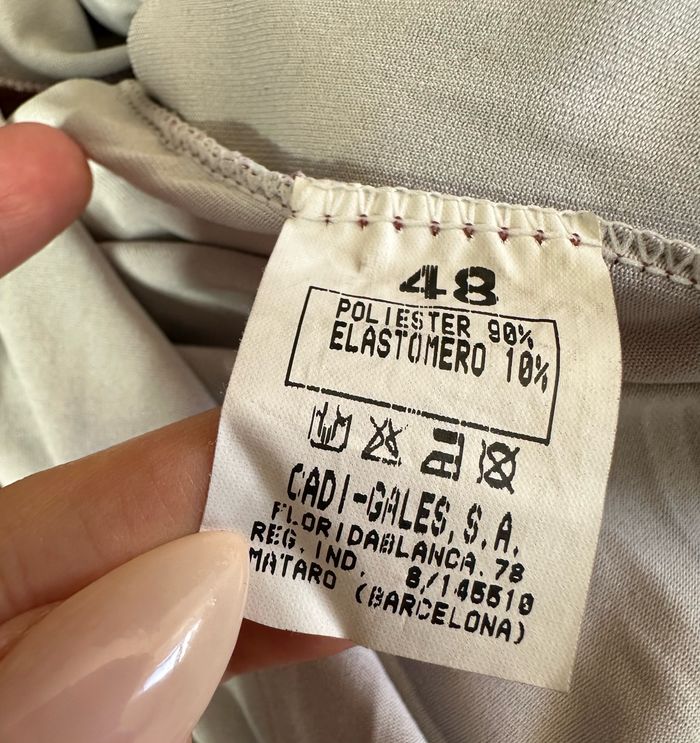 48
POLIESTER 90%
ELASTOMERO 10%
CADI-GALES, S.A.
FLORIDABLANCA, 78
REG. IND. 8/145510
MATARO (BARCELONA)